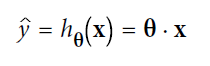 ŷ = h_θ(x) = θ · x